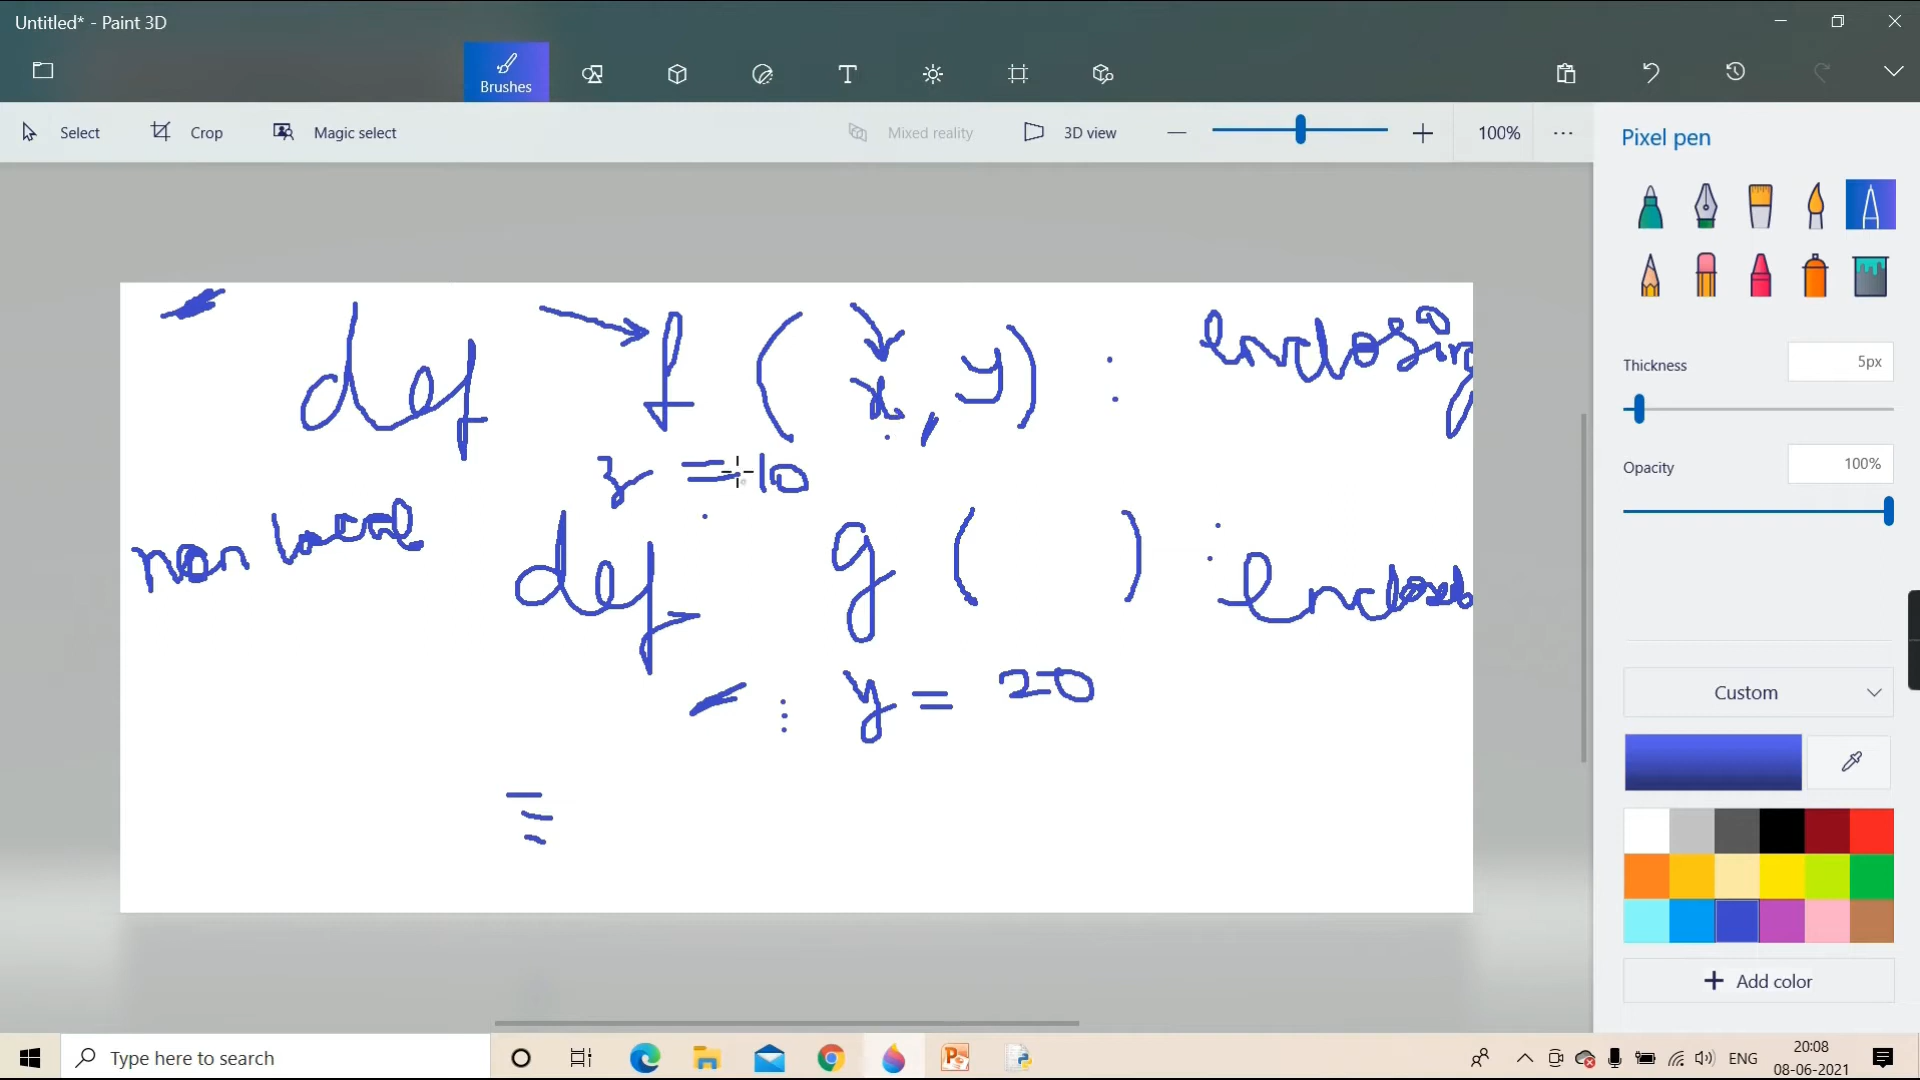 Untitled* - Paint 3D
Brushes
Select Crop Magic select Mixed reality 3D view 100%
Pixel pen
Thickness 5px
Opacity 100%
Custom
Add color
def f ( x , y) : enclosing
z = 10
non local
def g ( ) : enclosed
y = 20
Type here to search
ENG
20:08
08-06-2021